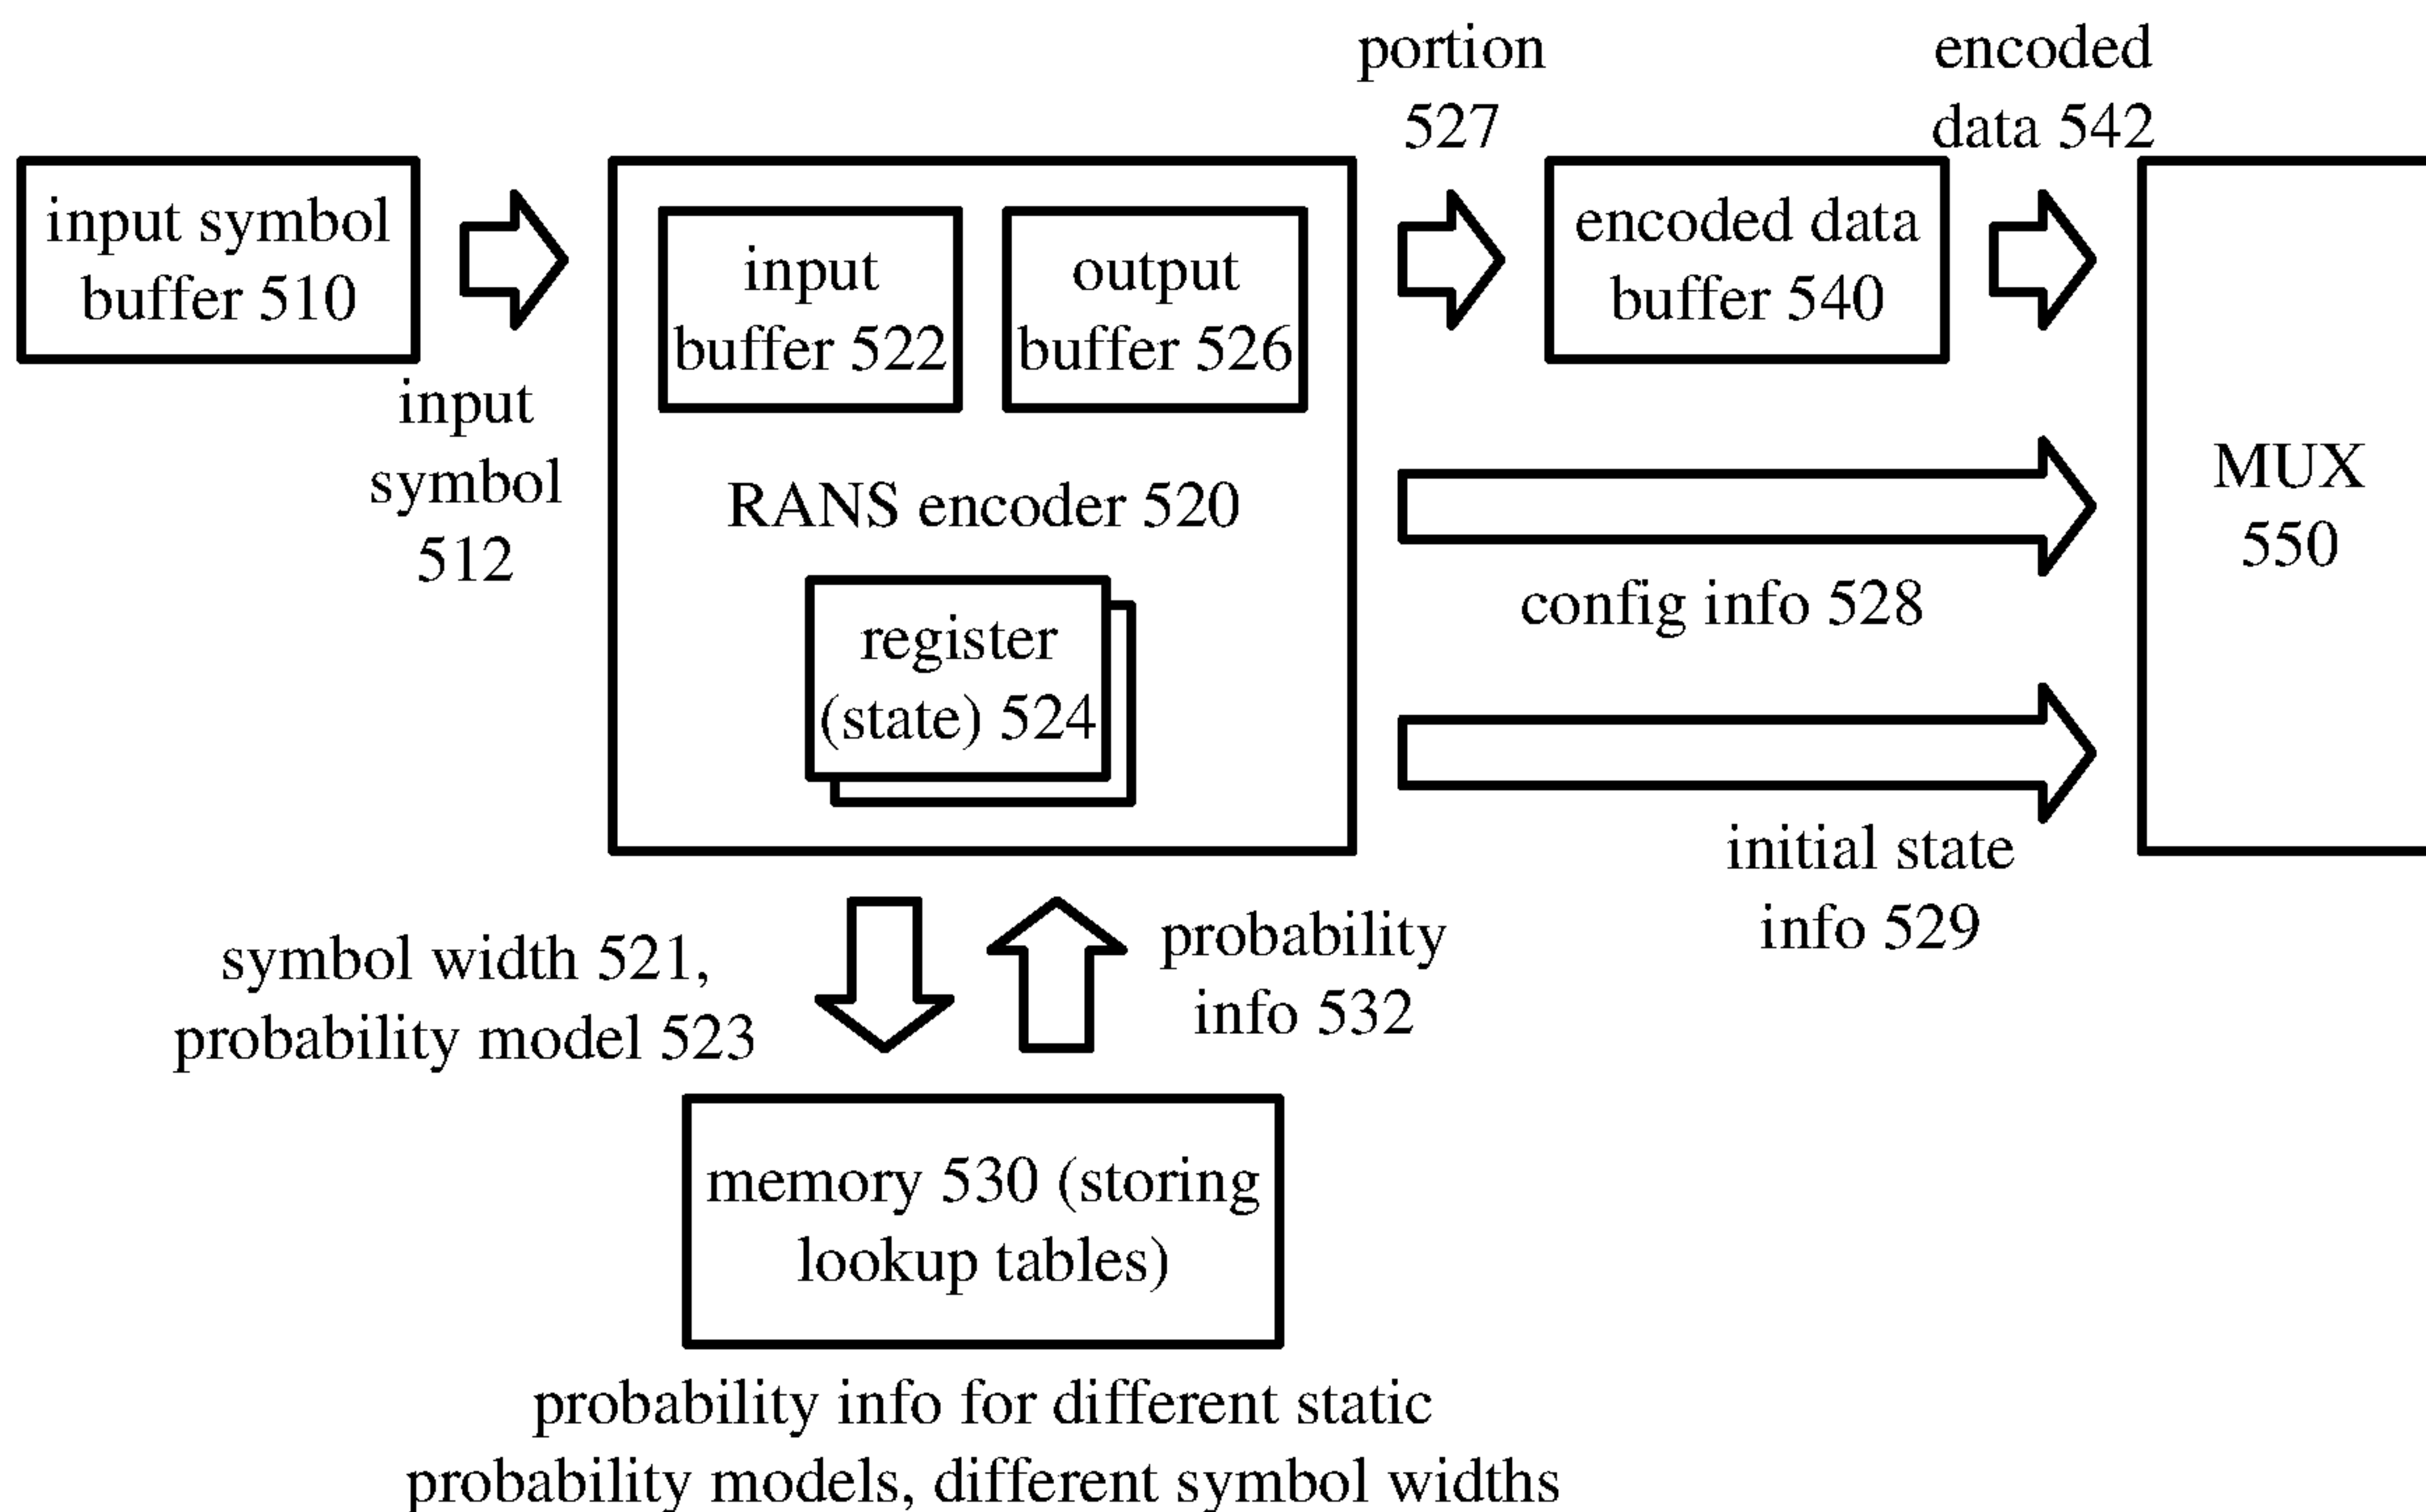 portion
527
encoded
data 542
input symbol
buffer 510
input
symbol
512
input
buffer 522
output
buffer 526
RANS encoder 520
register
(state) 524
encoded data
buffer 540
config info 528
initial state
info 529
MUX
550
symbol width 521,
probability model 523
probability
info 532
memory 530 (storing
lookup tables)
probability info for different static
probability models, different symbol widths